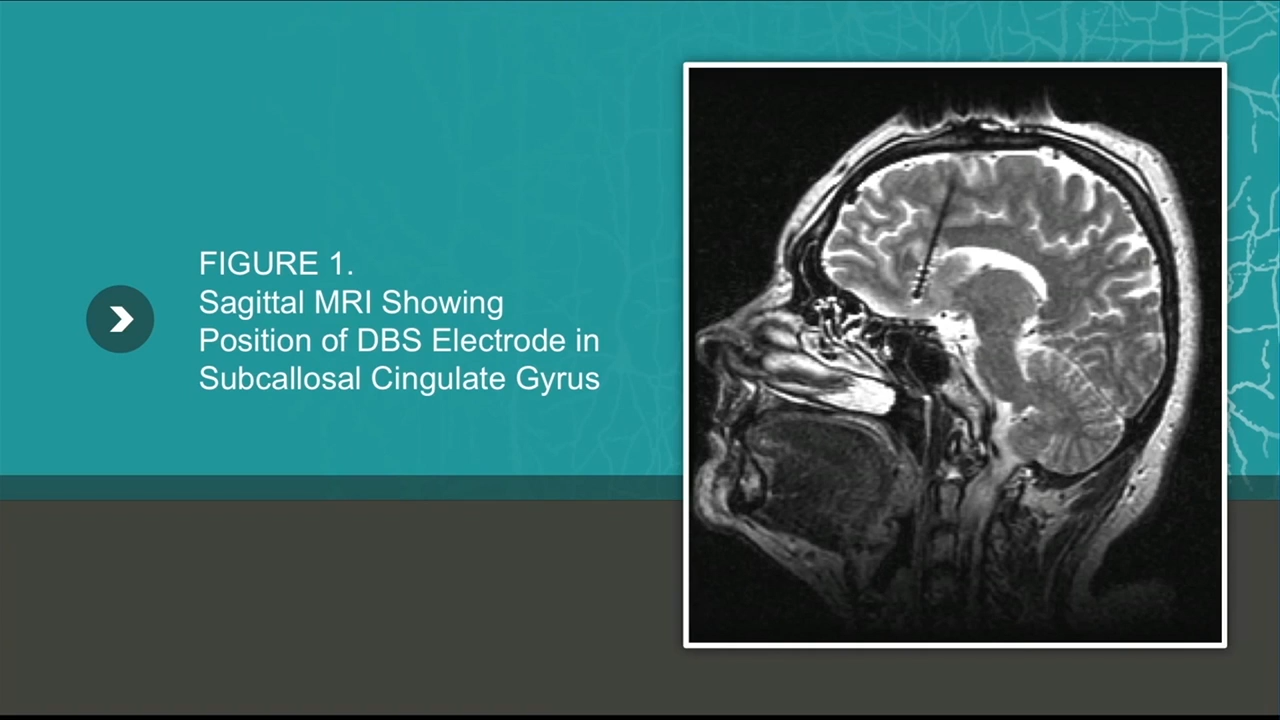 FIGURE 1.
Sagittal MRI Showing
Position of DBS Electrode in
Subcallosal Cingulate Gyrus